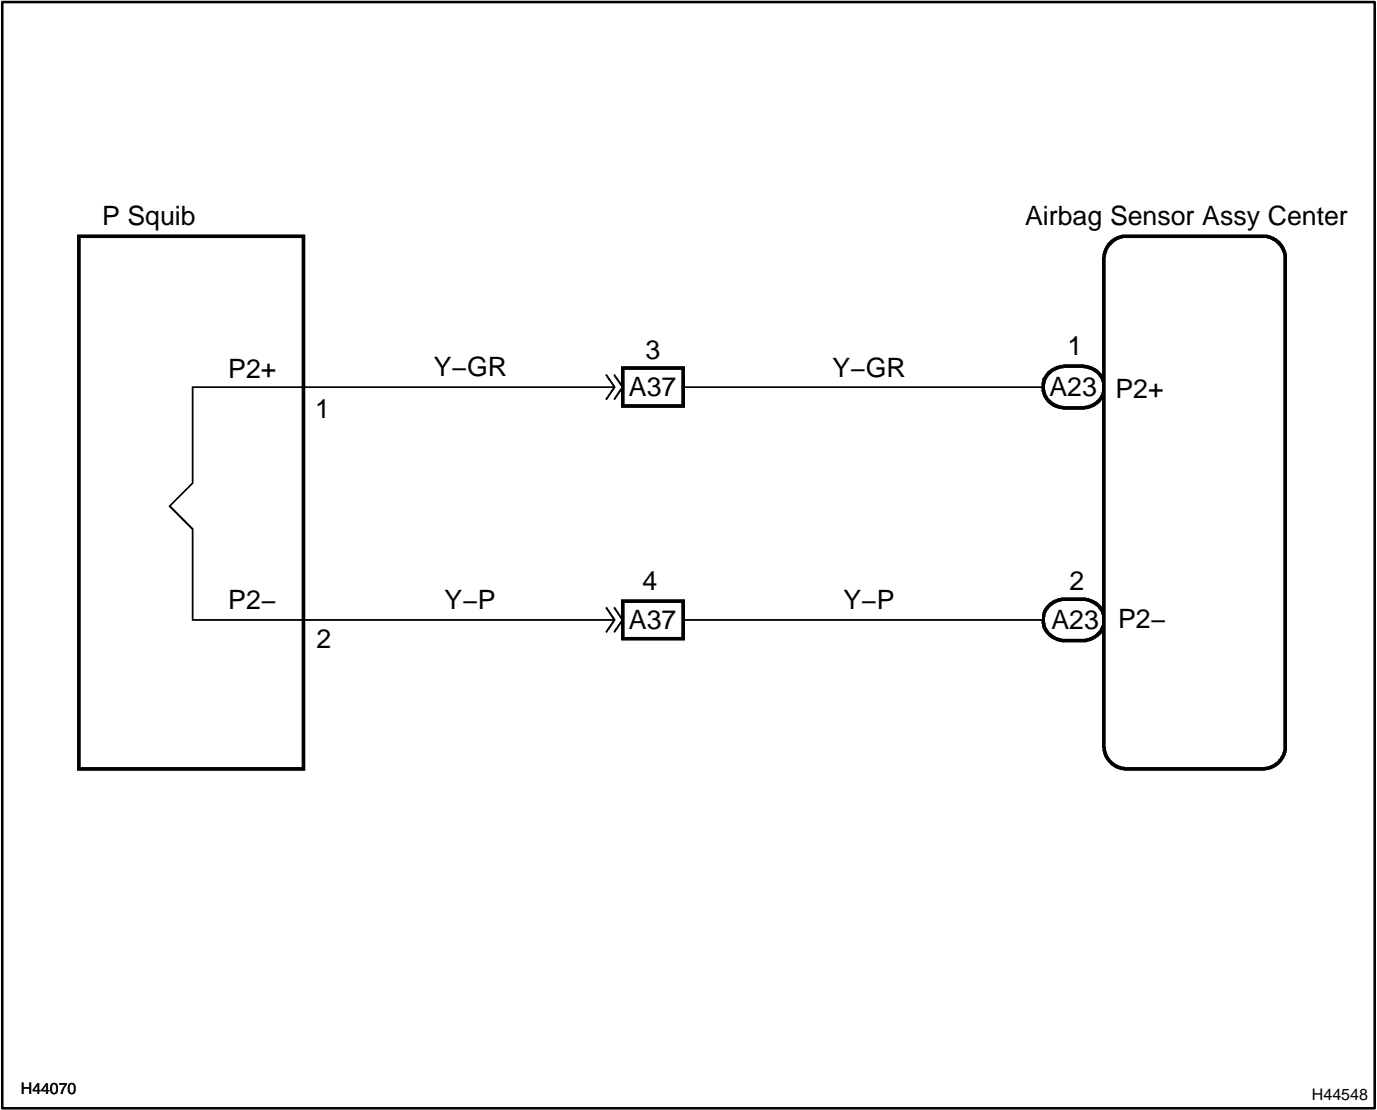 P Squib
Airbag Sensor Assy Center
P2+
1
Y–GR
3
A37
Y–GR
1
A23
P2+
P2–
2
Y–P
4
A37
Y–P
2
A23
P2–
H44070
H44548